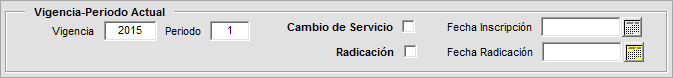 Vigencia-Periodo Actual
Vigencia 2015 Periodo 1 Cambio de Servicio Fecha Inscripción
Radicación Fecha Radicación